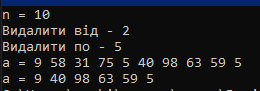 n = 10
Видалити від - 2
Видалити по - 5
a = 9 58 31 75 5 40 98 63 59 5
a = 9 40 98 63 59 5